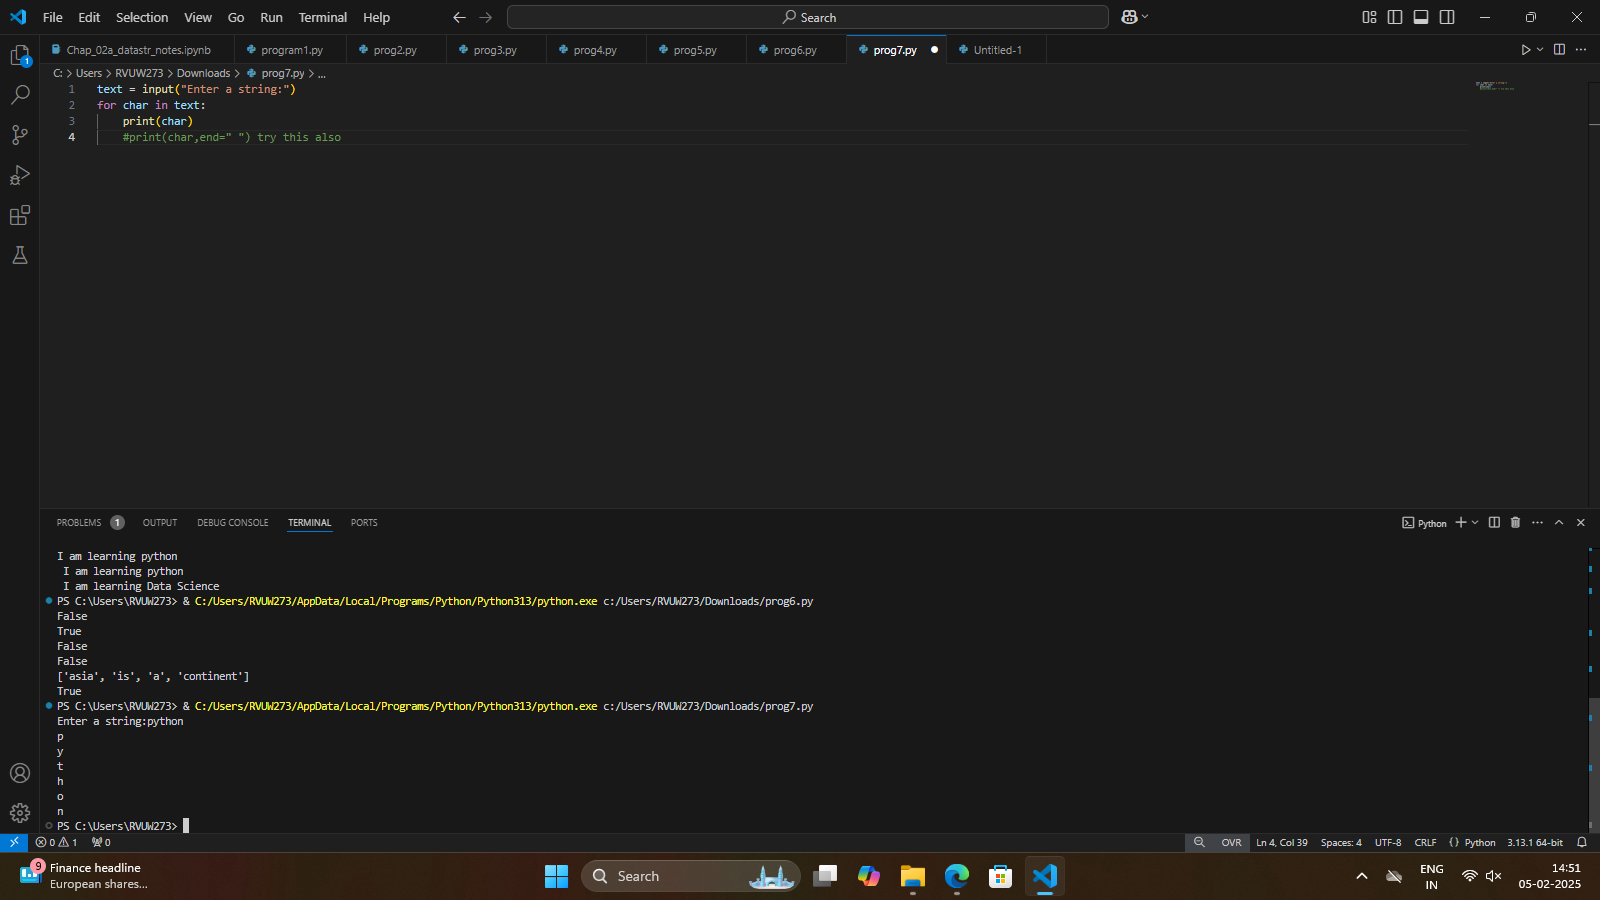 File Edit Selection View Go Run Terminal Help Search
Chap_02a_datastr_notes.ipynb program1.py prog2.py prog3.py prog4.py prog5.py prog6.py prog7.py Untitled-1
C: > Users > RVUW273 > Downloads > prog7.py > ...
1 text = input("Enter a string:")
2 for char in text:
3 print(char)
4 #print(char,end=" ") try this also
PROBLEMS 1 OUTPUT DEBUG CONSOLE TERMINAL PORTS Python
I am learning python
I am learning python
I am learning Data Science
PS C:\Users\RVUW273> & C:/Users/RVUW273/AppData/Local/Programs/Python/Python313/python.exe c:/Users/RVUW273/Downloads/prog6.py
False
True
False
False
['asia', 'is', 'a', 'continent']
True
PS C:\Users\RVUW273> & C:/Users/RVUW273/AppData/Local/Programs/Python/Python313/python.exe c:/Users/RVUW273/Downloads/prog7.py
Enter a string:python
p
y
t
h
o
n
PS C:\Users\RVUW273>
0 1 0 OVR Ln 4, Col 39 Spaces: 4 UTF-8 CRLF {} Python 3.13.1 64-bit
9 Finance headline
European shares...
Search
ENG
IN
14:51
05-02-2025